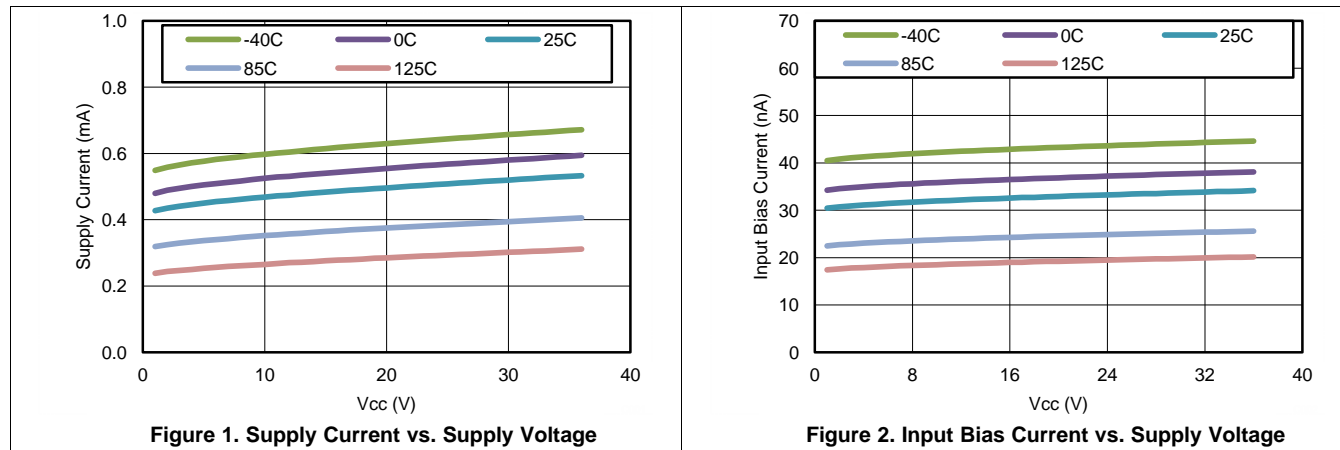 1.0
0.8
0.6
0.4
0.2
0.0
Supply Current (mA)
-40C 0C 25C
85C 125C
0 10 20 30 40
Vcc (V)
Figure 1. Supply Current vs. Supply Voltage
70
60
50
40
30
20
10
0
Input Bias Current (nA)
-40C 0C 25C
85C 125C
0 8 16 24 32 40
Vcc (V)
Figure 2. Input Bias Current vs. Supply Voltage